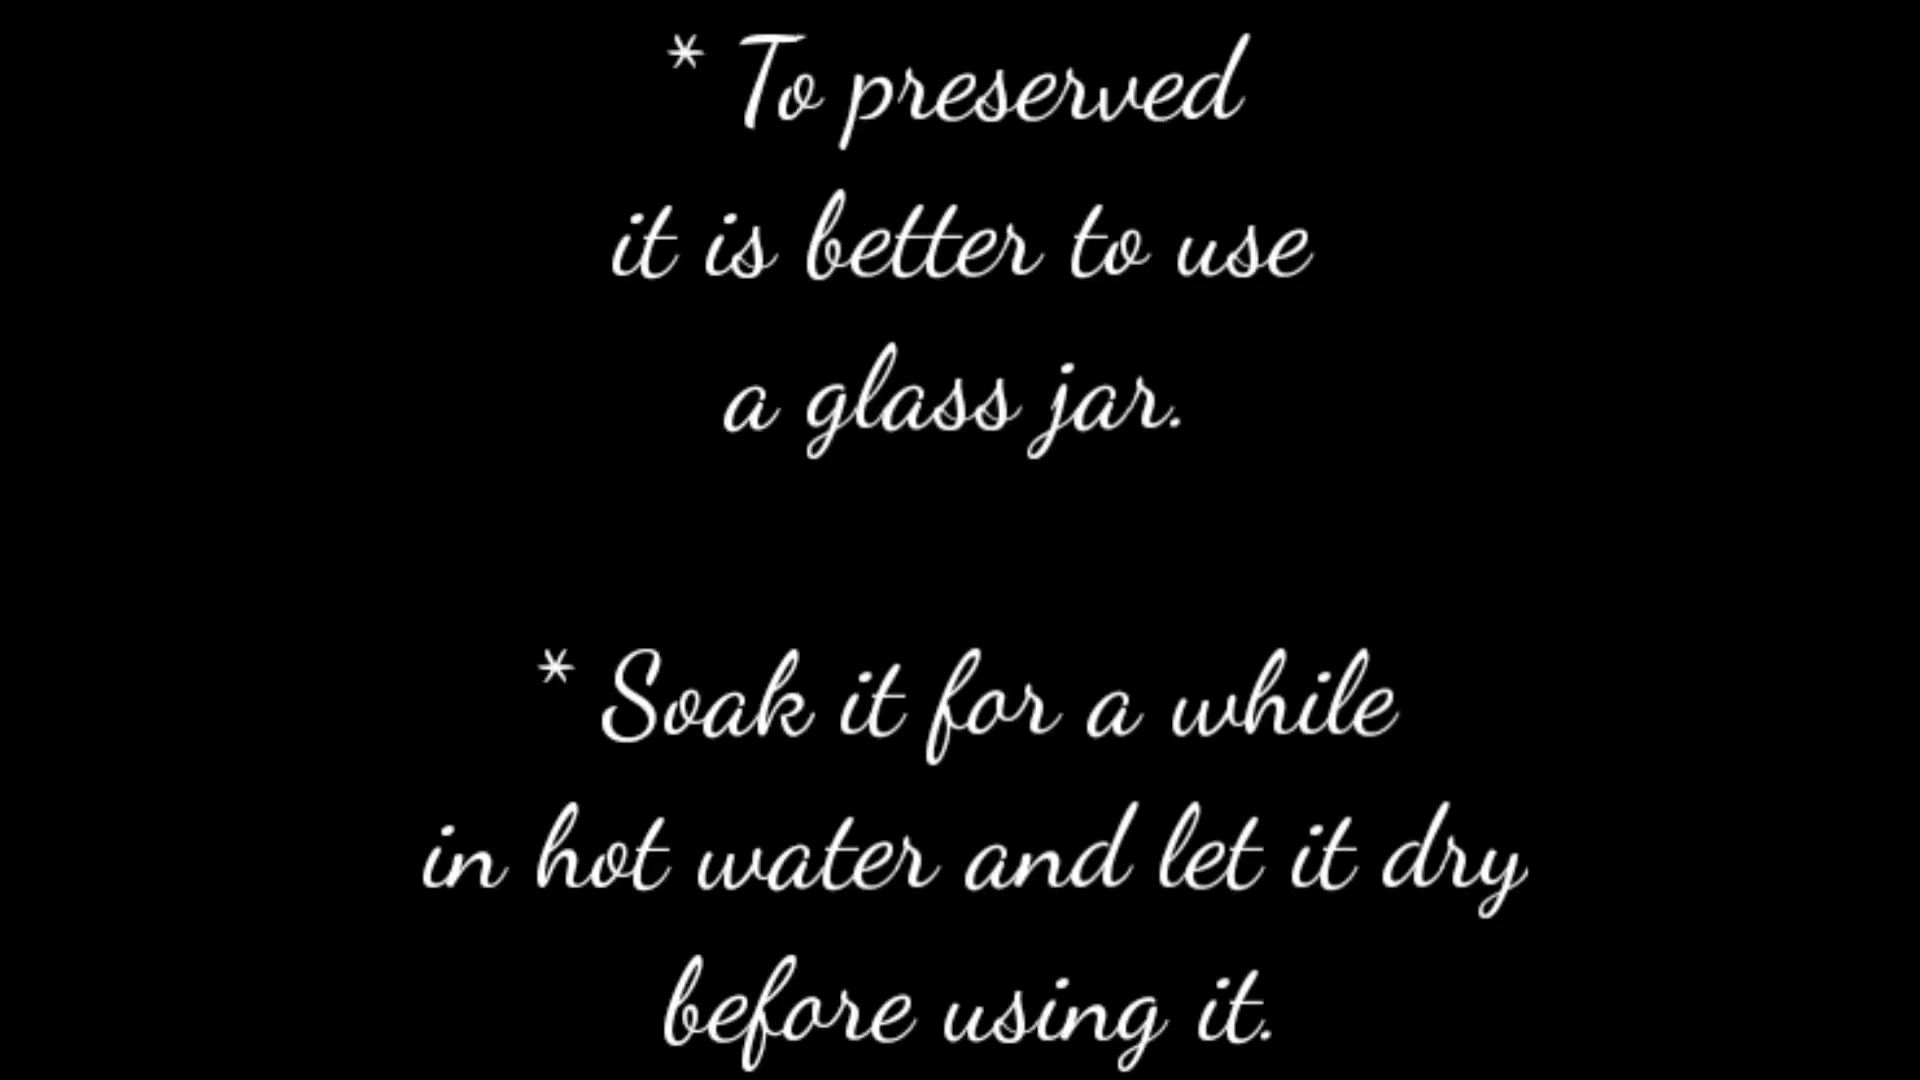 * To preserved
it is better to use
a glass jar.
* Soak it for a while
in hot water and let it dry
before using it.